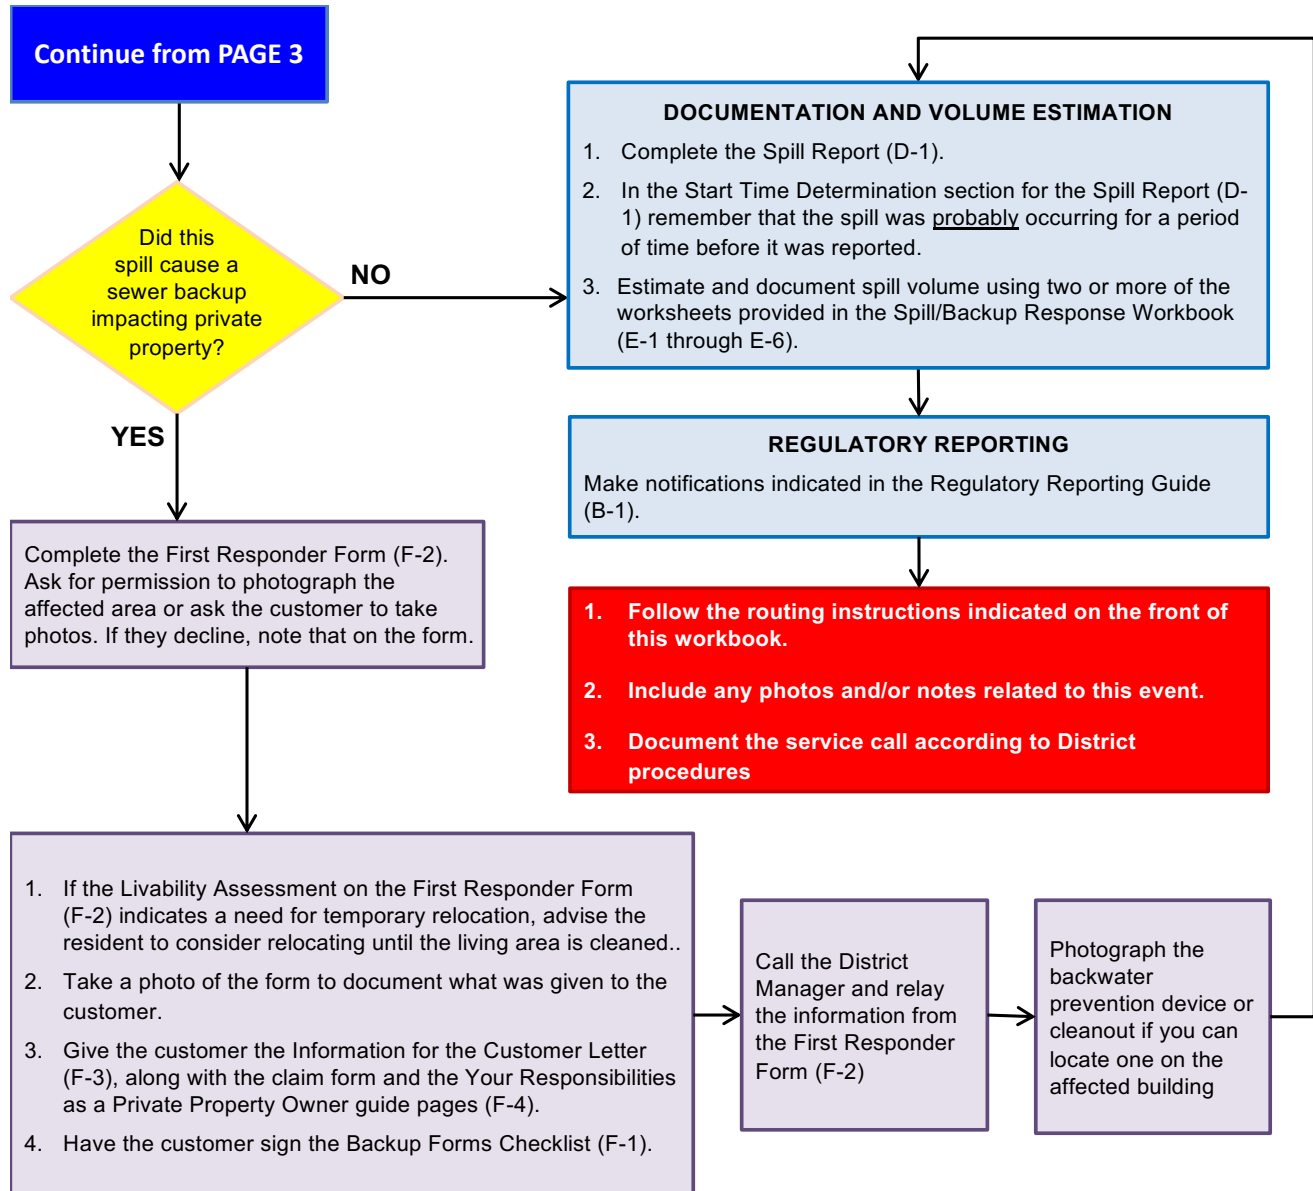 Continue from PAGE 3
Did this
spill cause a
sewer backup
impacting private
property?
NO
YES
DOCUMENTATION AND VOLUME ESTIMATION
1. Complete the Spill Report (D-1).
2. In the Start Time Determination section for the Spill Report (D-
1) remember that the spill was probably occurring for a period
of time before it was reported.
3. Estimate and document spill volume using two or more of the
worksheets provided in the Spill/Backup Response Workbook
(E-1 through E-6).
REGULATORY REPORTING
Make notifications indicated in the Regulatory Reporting Guide
(B-1).
1. Follow the routing instructions indicated on the front of
this workbook.
2. Include any photos and/or notes related to this event.
3. Document the service call according to District
procedures
Complete the First Responder Form (F-2).
Ask for permission to photograph the
affected area or ask the customer to take
photos. If they decline, note that on the form.
1. If the Livability Assessment on the First Responder Form
(F-2) indicates a need for temporary relocation, advise the
resident to consider relocating until the living area is cleaned..
2. Take a photo of the form to document what was given to the
customer.
3. Give the customer the Information for the Customer Letter
(F-3), along with the claim form and the Your Responsibilities
as a Private Property Owner guide pages (F-4).
4. Have the customer sign the Backup Forms Checklist (F-1).
Call the District
Manager and relay
the information from
the First Responder
Form (F-2)
Photograph the
backwater
prevention device or
cleanout if you can
locate one on the
affected building